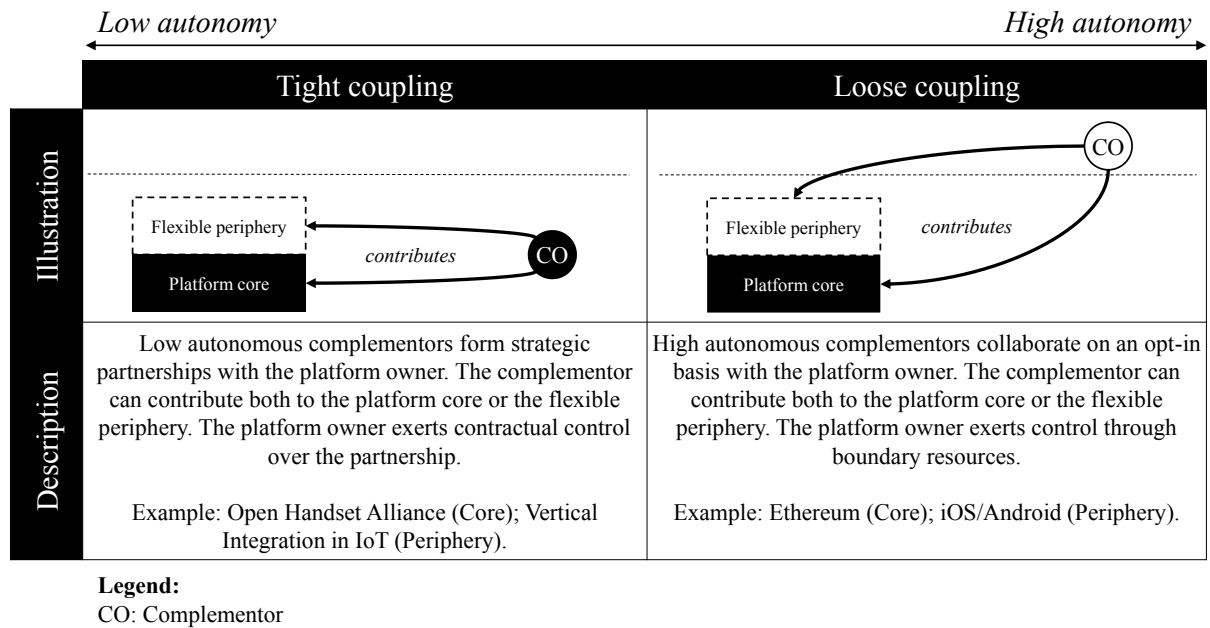 Low autonomy
High autonomy
Tight coupling
Loose coupling
Illustration
Flexible periphery
Platform core
contributes
CO
Flexible periphery
Platform core
contributes
CO
Description
Low autonomous complementors form strategic
partnerships with the platform owner. The complementor
can contribute both to the platform core or the flexible
periphery. The platform owner exerts contractual control
over the partnership.
Example: Open Handset Alliance (Core); Vertical
Integration in IoT (Periphery).
High autonomous complementors collaborate on an opt-in
basis with the platform owner. The complementor can
contribute both to the platform core or the flexible
periphery. The platform owner exerts control through
boundary resources.
Example: Ethereum (Core); iOS/Android (Periphery).
Legend:
CO: Complementor